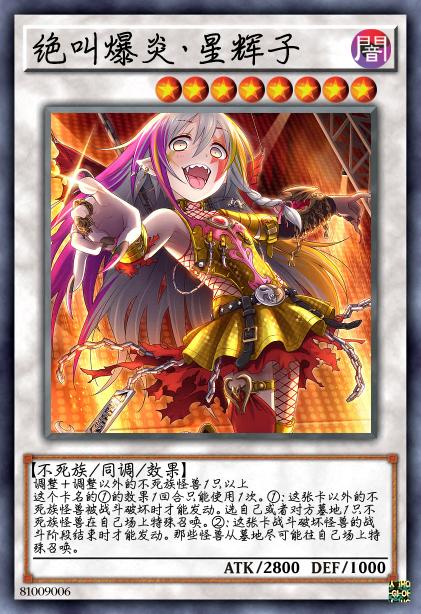 绝叫爆炎·星辉子
闇
【不死族/同调/效果】
调整＋调整以外的不死族怪兽1只以上
这个卡名的①的效果1回合只能使用1次。①：这张卡以外的不
死族怪兽被战斗破坏时才能发动。选自己或者对方墓地1只不
死族怪兽在自己场上特殊召唤。②：这张卡战斗破坏怪兽的战
斗阶段结束时才能发动。那些怪兽从墓地尽可能往自己场上特
殊召唤。
ATK/2800 DEF/1000
81009006